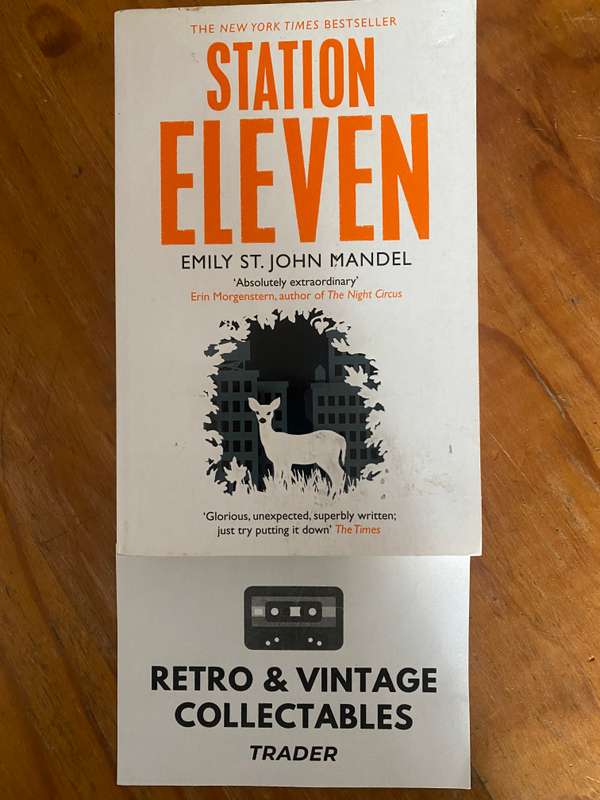 THE NEW YORK TIMES BESTSELLER
STATION
ELEVEN
EMILY ST. JOHN MANDEL
‘Absolutely extraordinary’
Erin Morgenstern, author of The Night Circus
‘Glorious, unexpected, superbly written;
just try putting it down’ The Times
RETRO & VINTAGE
COLLECTABLES
TRADER